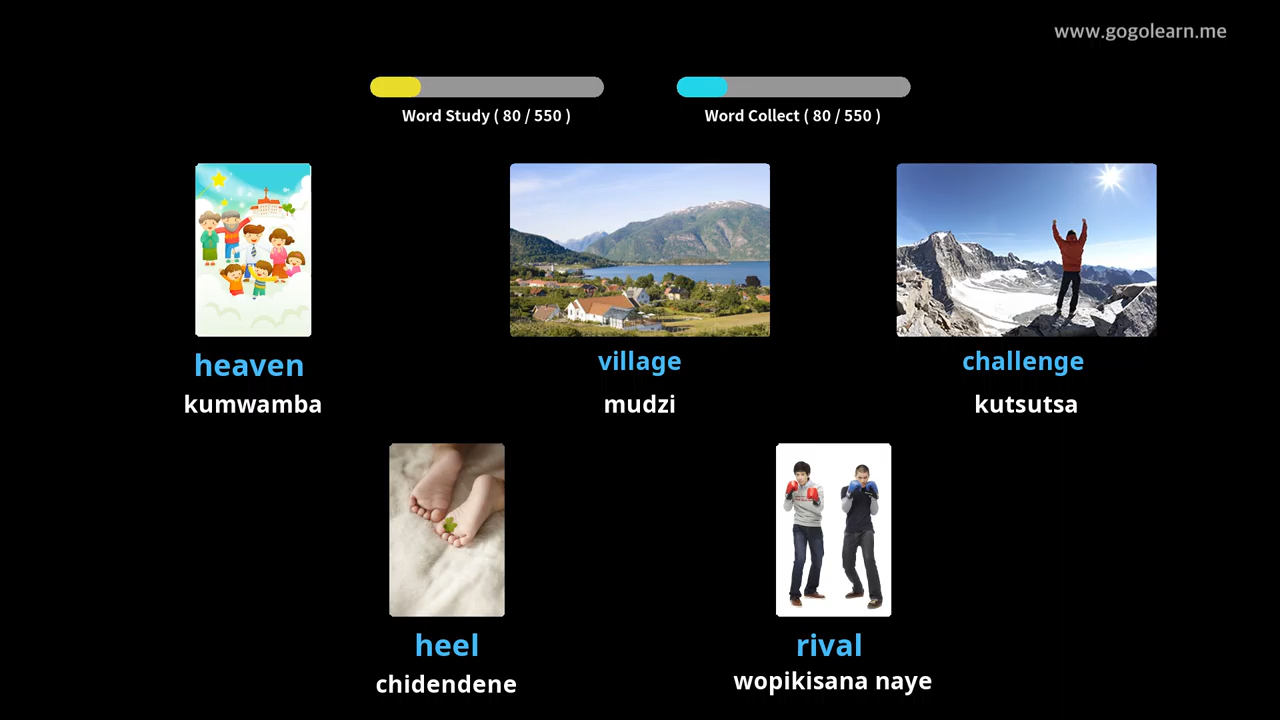 www.gogolearn.me
Word Study ( 80 / 550 )
Word Collect ( 80 / 550 )
heaven
kumwamba
village
mudzi
challenge
kutsutsa
heel
chidendene
rival
wopikisana naye